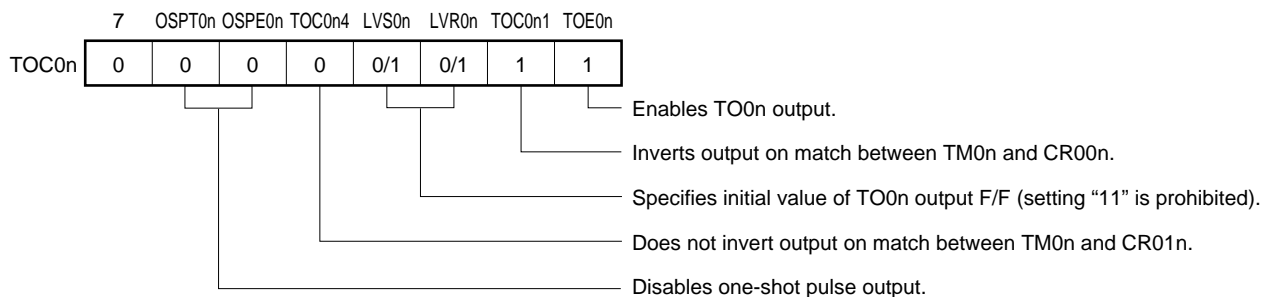 7 OSPT0n OSPE0n TOC0n4 LVS0n LVR0n TOC0n1 TOE0n
TOC0n 0 0 0 0 0/1 0/1 1 1
Enables TO0n output.
Inverts output on match between TM0n and CR00n.
Specifies initial value of TO0n output F/F (setting “11” is prohibited).
Does not invert output on match between TM0n and CR01n.
Disables one-shot pulse output.